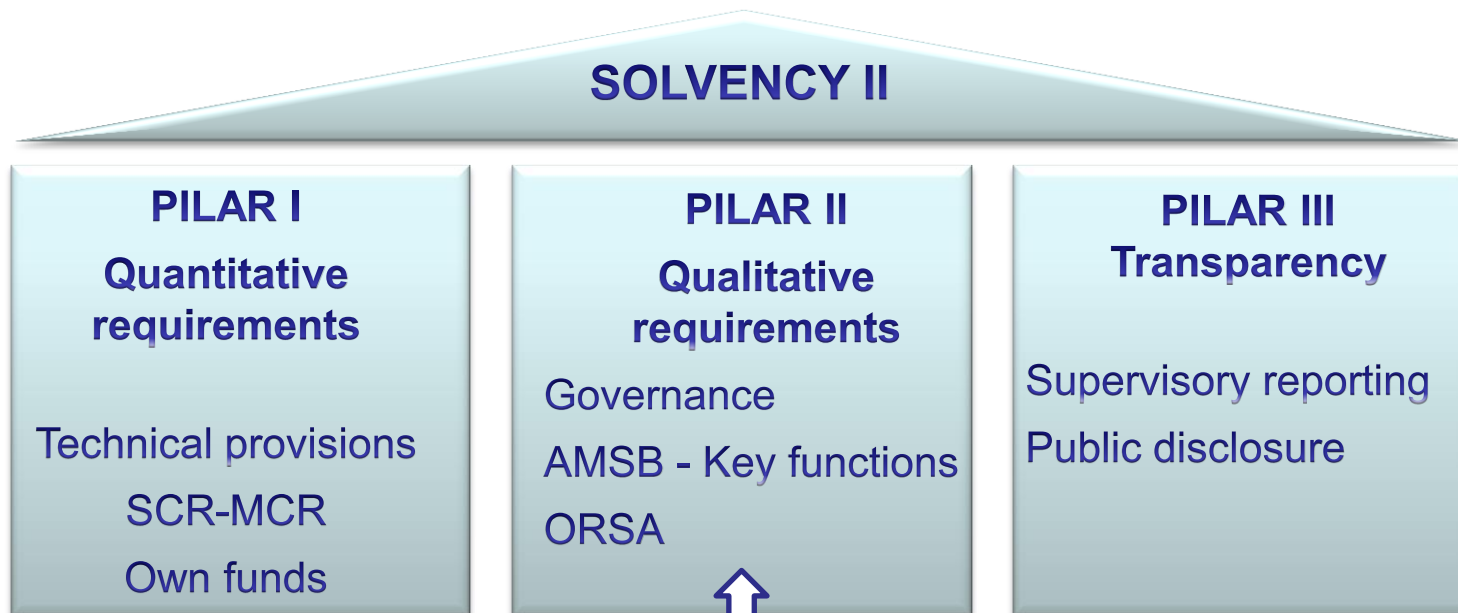 SOLVENCY II
PILAR I
Quantitative
requirements
Technical provisions
SCR-MCR
Own funds
PILAR II
Qualitative
requirements
Governance
AMSB - Key functions
ORSA
PILAR III
Transparency
Supervisory reporting
Public disclosure